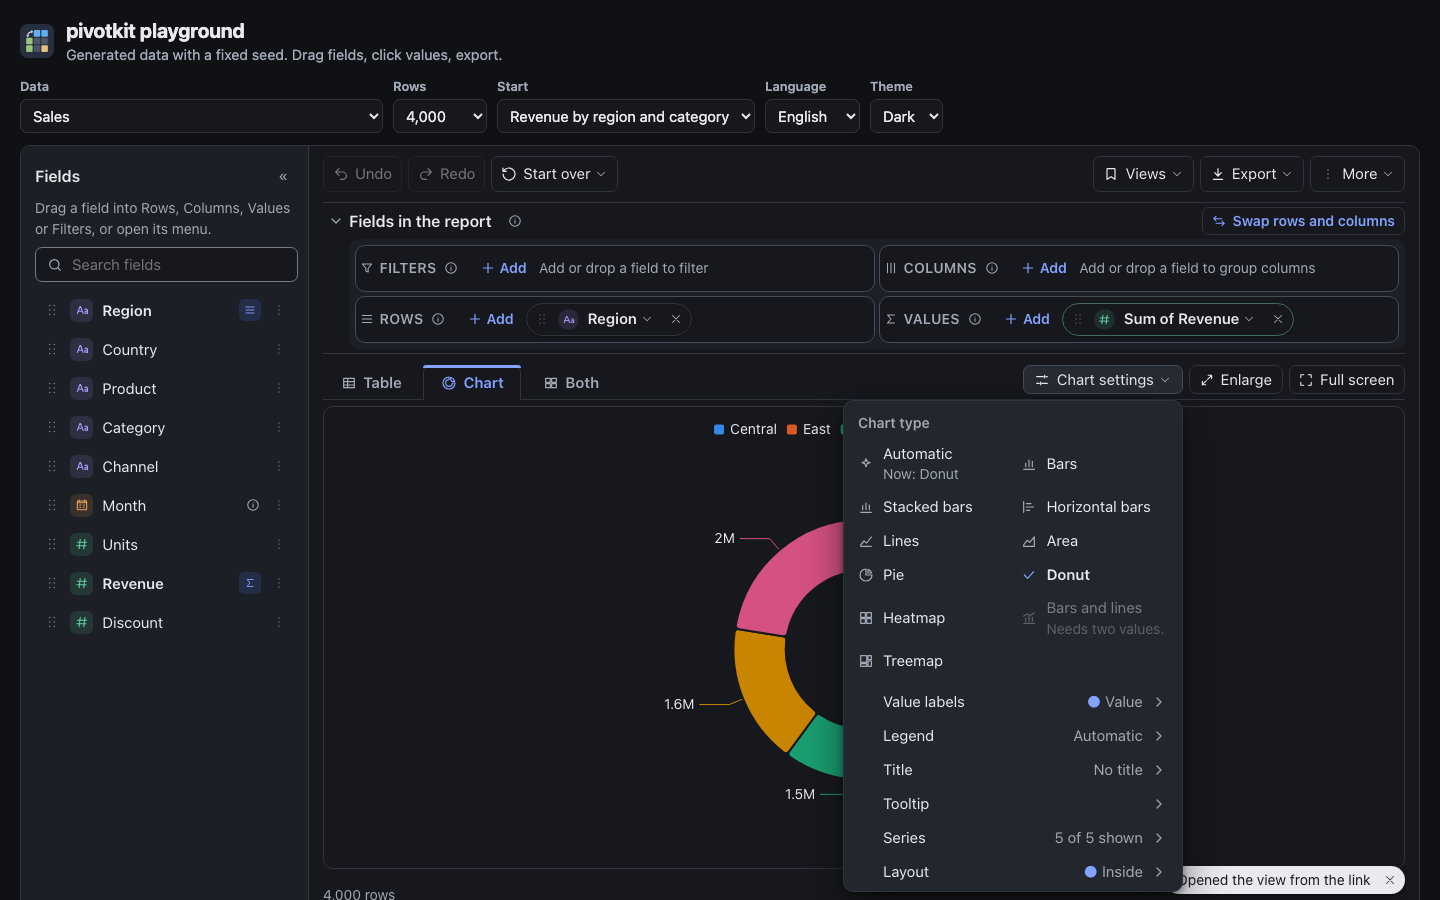 pivotkit playground
Generated data with a fixed seed. Drag fields, click values, export.
Data
Rows
Start
Language
Theme
Sales
4,000
Revenue by region and category
English
Dark
Fields
«
Drag a field into Rows, Columns, Values
or Filters, or open its menu.
Search fields
Aa Region
Aa Country
Aa Product
Aa Category
Aa Channel
Month
# Units
# Revenue Σ
# Discount
Undo
Redo
Start over
Views
Export
More
Fields in the report
Swap rows and columns
FILTERS
+ Add
Add or drop a field to filter
COLUMNS
+ Add
Add or drop a field to group columns
ROWS
+ Add
Aa Region
Σ VALUES
+ Add
# Sum of Revenue
Table
Chart
Both
Chart settings
Enlarge
Full screen
Central
East
2M
1.6M
1.5M
Chart type
Automatic
Now: Donut
Bars
Stacked bars
Horizontal bars
Lines
Area
Pie
Donut
Heatmap
Bars and lines
Needs two values.
Treemap
Value labels
Value
Legend
Automatic
Title
No title
Tooltip
Series
5 of 5 shown
Layout
Inside
Opened the view from the link
4,000 rows